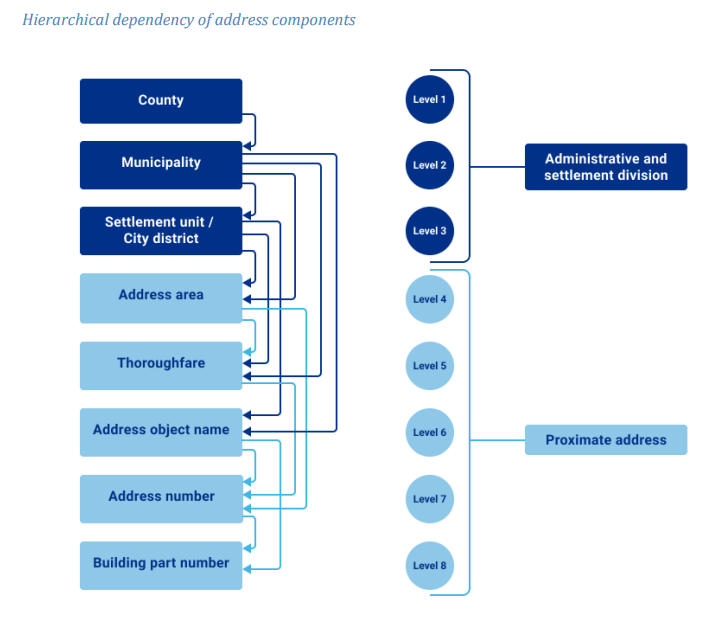 Hierarchical dependency of address components
County
Municipality
Settlement unit /
City district
Address area
Thoroughfare
Address object name
Address number
Building part number
Level 1
Level 2
Level 3
Level 4
Level 5
Level 6
Level 7
Level 8
Administrative and
settlement division
Proximate address